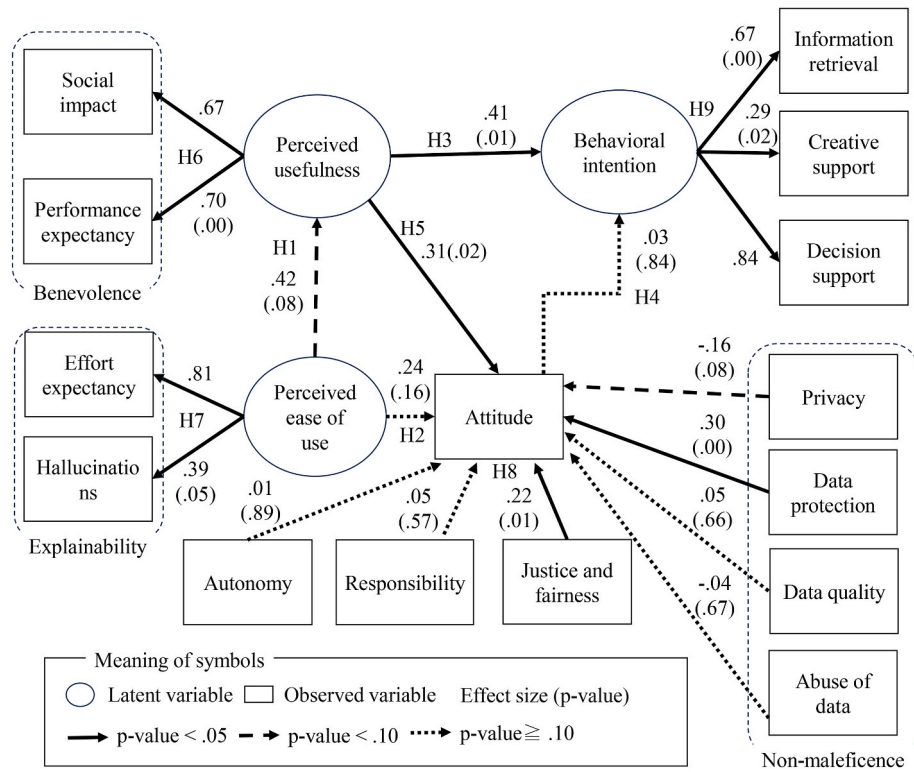 Social
impact
Performance
expectancy
Benevolence
.67
H6
.70
(.00)
Perceived
usefulness
H3
.41
(.01)
Behavioral
intention
H9
.67
(.00)
.29
(.02)
.84
Information
retrieval
Creative
support
Decision
support
H1
.42
(.08)
H5
.31(.02)
.03
(.84)
H4
Effort
expectancy
Hallucinatio
ns
Explainability
.81
H7
.39
(.05)
Perceived
ease of
use
.24
(.16)
H2
Attitude
H8
-.16
(.08)
.30
(.00)
.05
(.66)
-.04
(.67)
Privacy
Data
protection
Data quality
Abuse of
data
Non-maleficence
.01
(.89)
.05
(.57)
.22
(.01)
Autonomy
Responsibility
Justice and
fairness
Meaning of symbols
Latent variable Observed variable Effect size (p-value)
p-value < .05 p-value < .10 p-value≧ .10